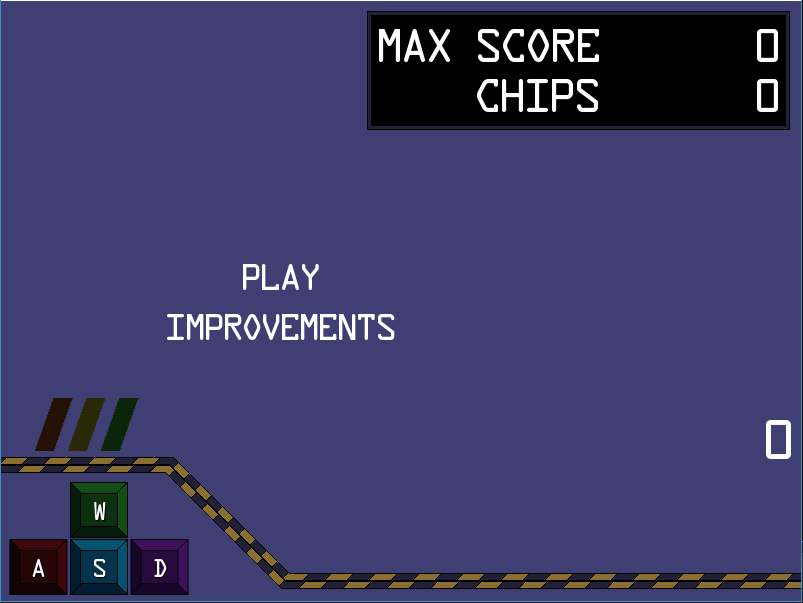 MAX SCORE 0
CHIPS 0
PLAY
IMPROVEMENTS
0
W
A S D